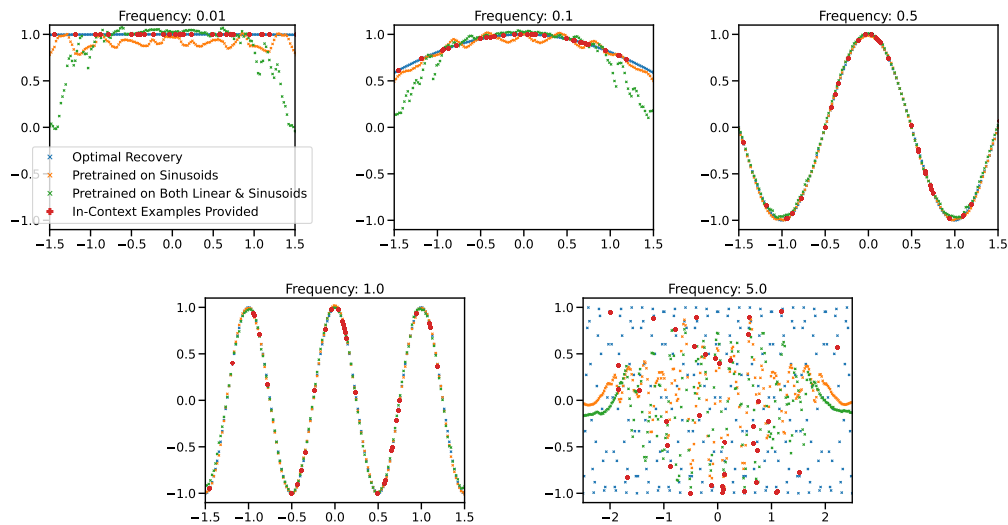 Frequency: 0.01
1.0
0.5
0.0
−0.5
−1.0
−1.5 −1.0 −0.5 0.0 0.5 1.0 1.5
Optimal Recovery
Pretrained on Sinusoids
Pretrained on Both Linear & Sinusoids
In-Context Examples Provided
Frequency: 0.1
1.0
0.5
0.0
−0.5
−1.0
−1.5 −1.0 −0.5 0.0 0.5 1.0 1.5
Frequency: 0.5
1.0
0.5
0.0
−0.5
−1.0
−1.5 −1.0 −0.5 0.0 0.5 1.0 1.5
Frequency: 1.0
1.0
0.5
0.0
−0.5
−1.0
−1.5 −1.0 −0.5 0.0 0.5 1.0 1.5
Frequency: 5.0
1.0
0.5
0.0
−0.5
−1.0
−2 −1 0 1 2